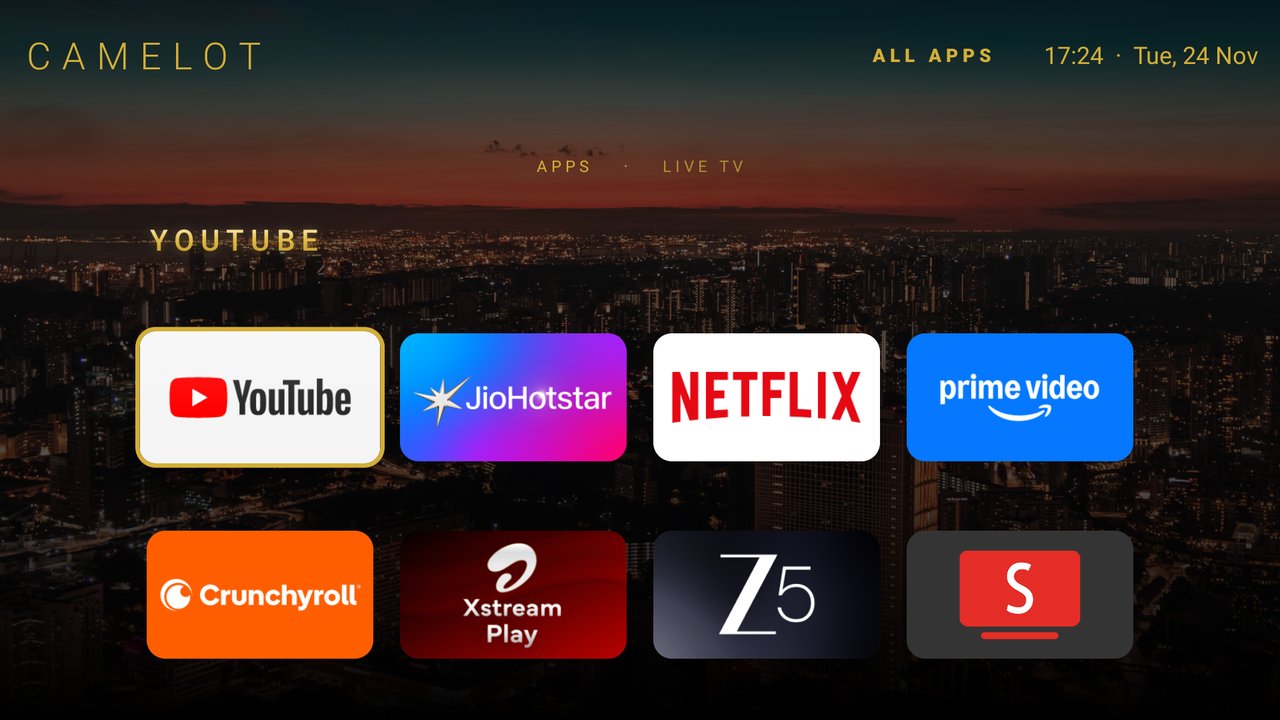 CAMELOT
ALL APPS
17:24 · Tue, 24 Nov
APPS · LIVE TV
YOUTUBE
YouTube
JioHotstar
NETFLIX
prime video
Crunchyroll
Xstream
Play
Z5
S